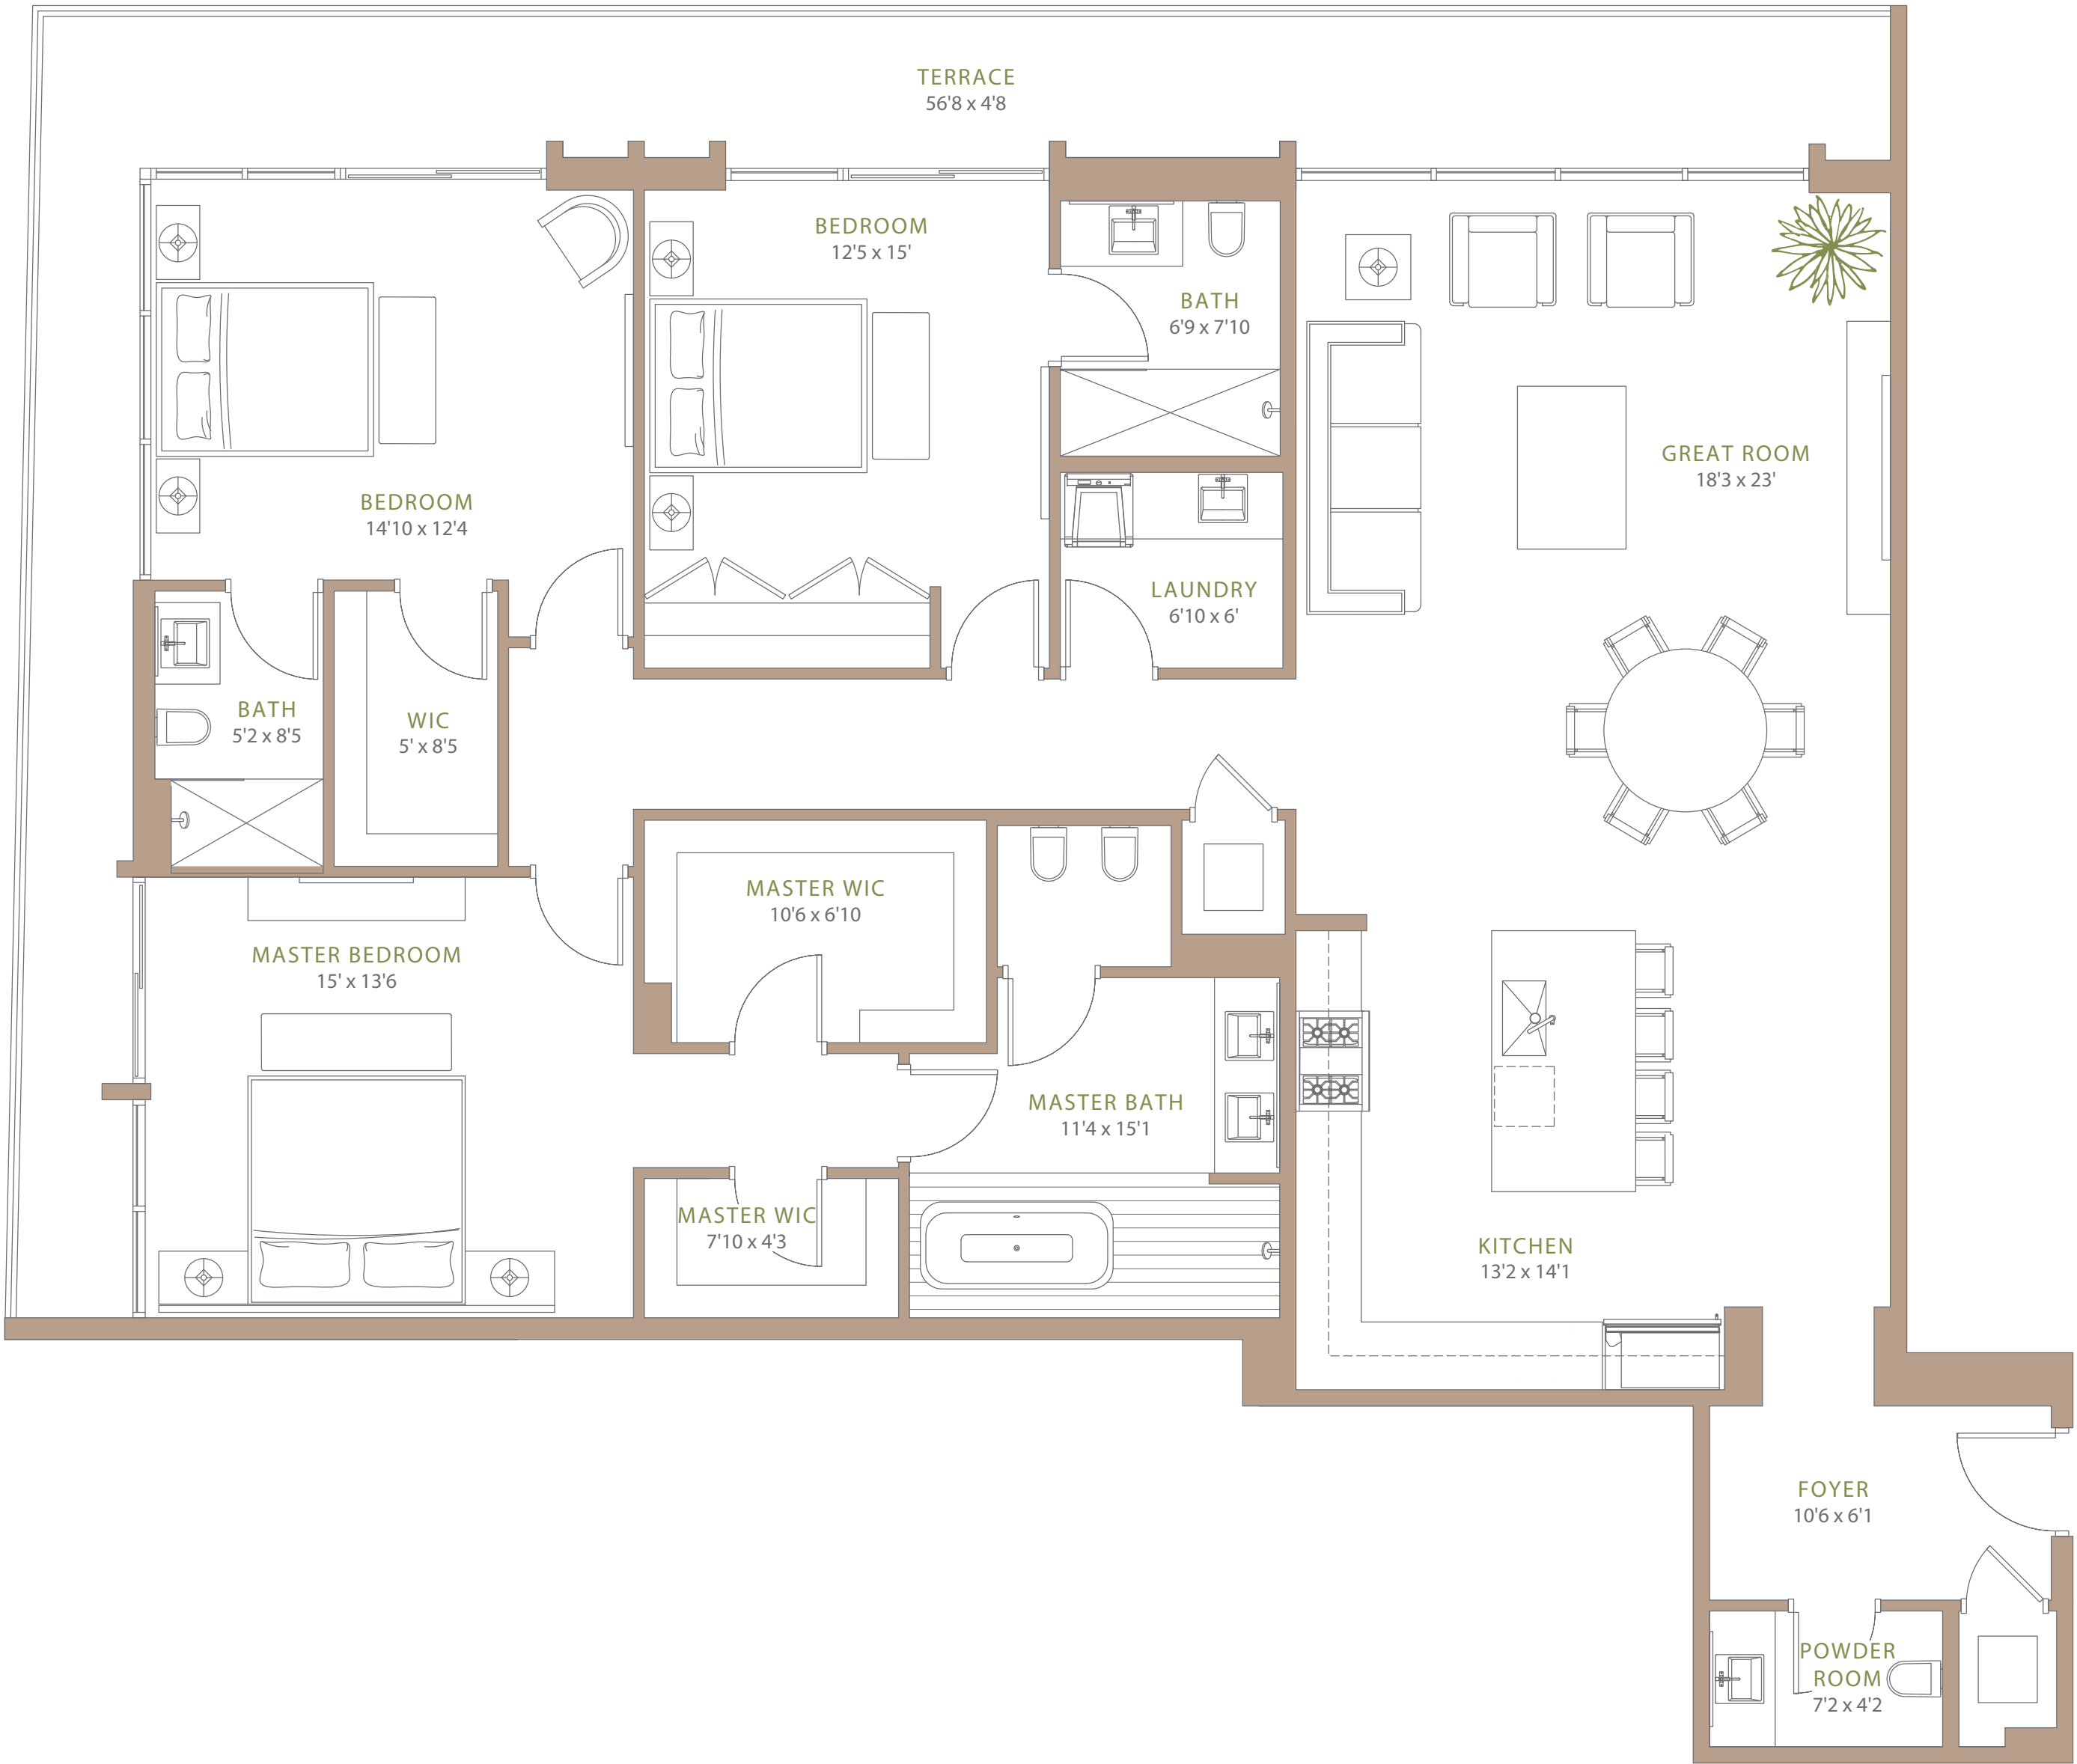 TERRACE
56'8 x 4'8
BEDROOM
12'5 x 15'
BATH
6'9 x 7'10
GREAT ROOM
18'3 x 23'
BEDROOM
14'10 x 12'4
LAUNDRY
6'10 x 6'
BATH
5'2 x 8'5
WIC
5' x 8'5
MASTER WIC
10'6 x 6'10
MASTER BEDROOM
15' x 13'6
MASTER BATH
11'4 x 15'1
MASTER WIC
7'10 x 4'3
KITCHEN
13'2 x 14'1
FOYER
10'6 x 6'1
POWDER
ROOM
7'2 x 4'2